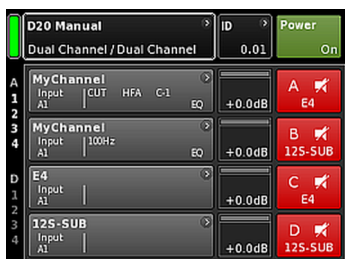 D20 Manual
Dual Channel / Dual Channel
ID
0.01
Power
On
A
1
2
3
4
D
1
2
3
4
MyChannel
Input
A1
CUT HFA C-1
EQ
+0.0dB
A
E4
MyChannel
Input
A1
100Hz
EQ
+0.0dB
B
12S-SUB
E4
Input
A1
C
E4
12S-SUB
Input
A1
+0.0dB
D
12S-SUB